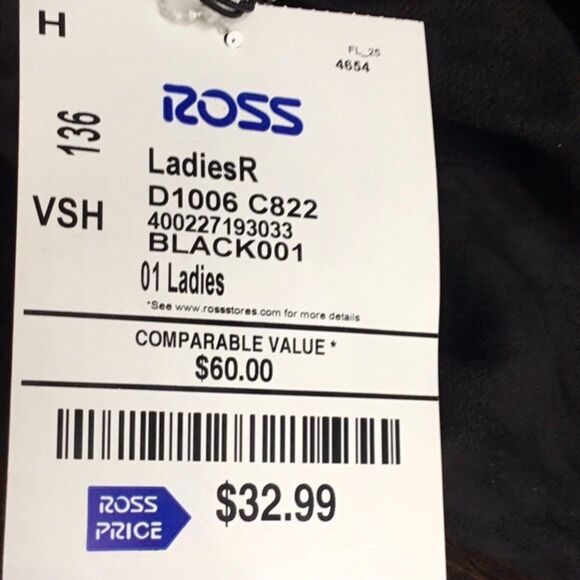 H
FL_25
4654
ROSS
136
LadiesR
D1006 C822
VSH
400227193033
BLACK001
01 Ladies
*See www.rossstores.com for more details
COMPARABLE VALUE *
$60.00
ROSS
PRICE
$32.99